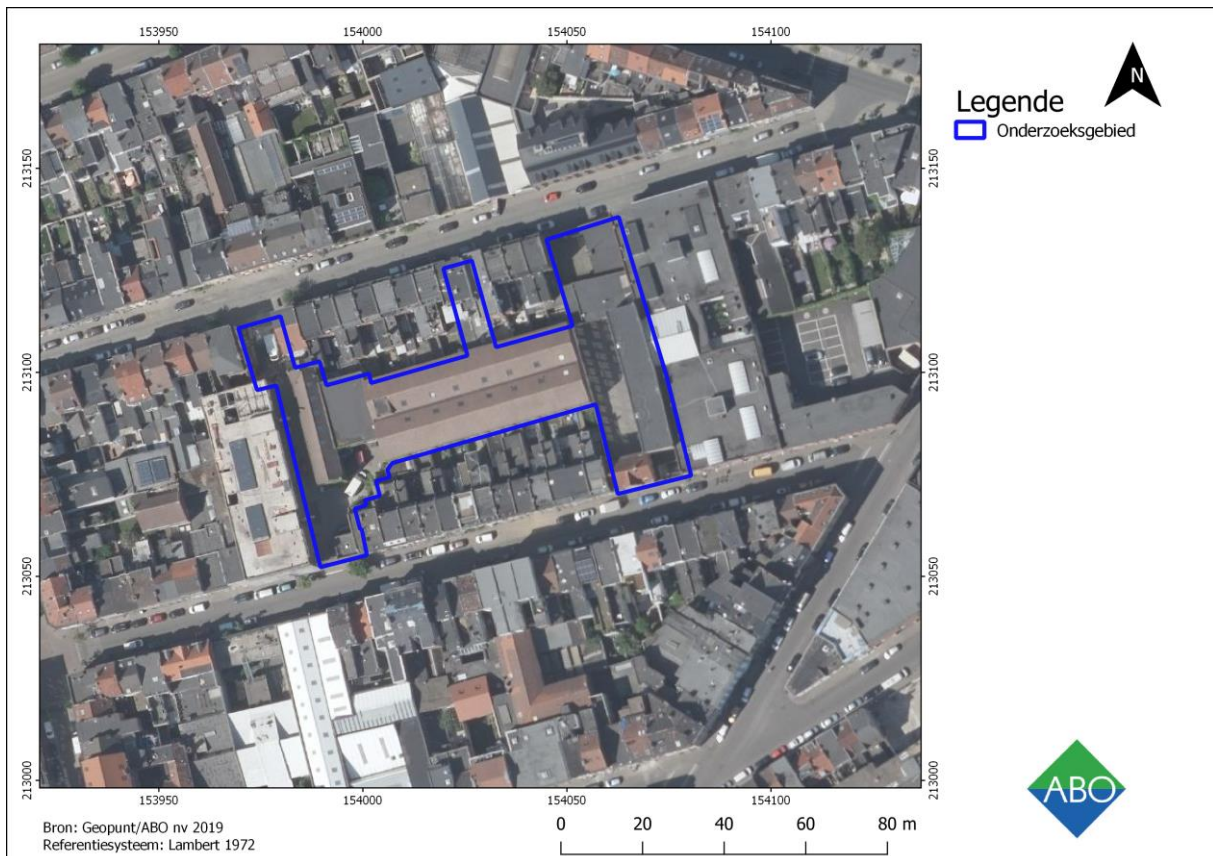 153950 154000 154050 154100
N
Legende
Onderzoeksgebied
213150 213150
213100 213100
213050 213050
213000 213000
153950 154000 154050 154100
ABO
Bron: Geopunt/ABO nv 2019
Referentiesysteem: Lambert 1972
0 20 40 60 80 m